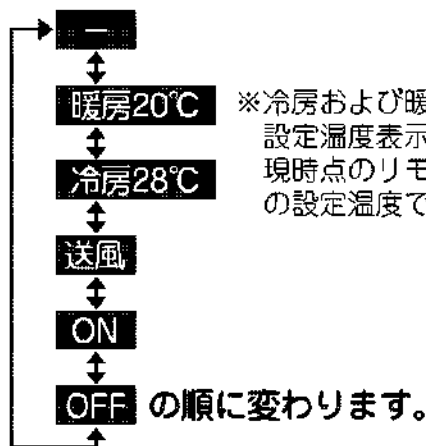 —
暖房20℃
※冷房および暖
設定温度表示
冷房28℃
現時点のリモ
の設定温度で
送風
ON
OFF の順に変わります。